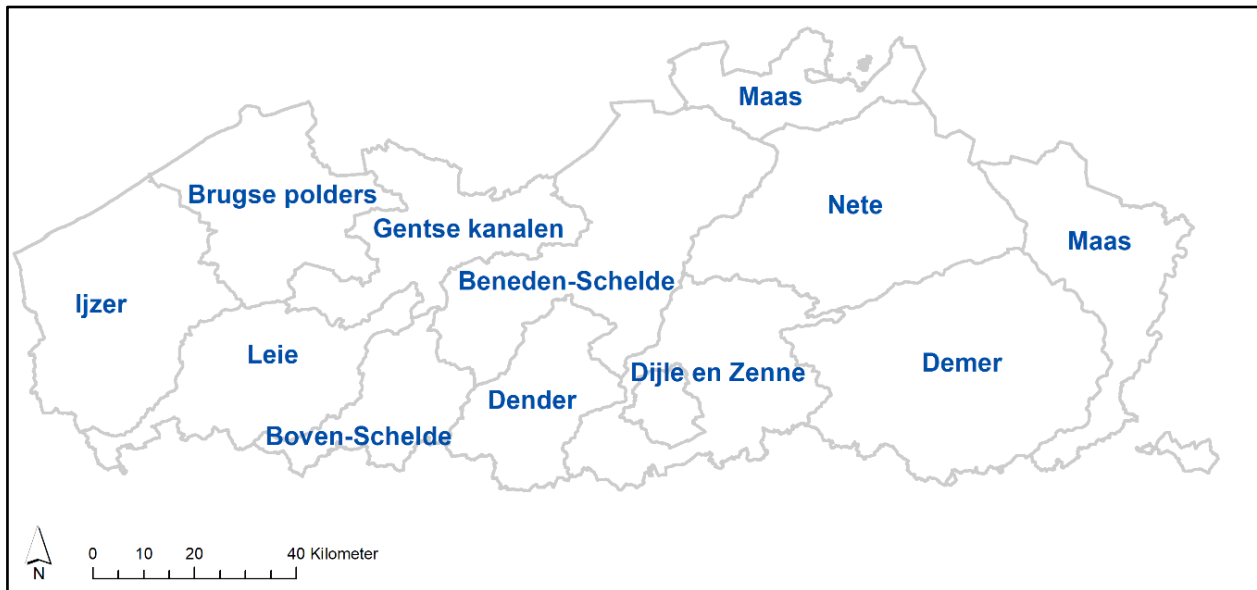 Maas
Brugse polders
Nete
Gentse kanalen
Maas
Beneden-Schelde
Ijzer
Leie
Demer
Dijle en Zenne
Dender
Boven-Schelde
0 10 20 40 Kilometer
N